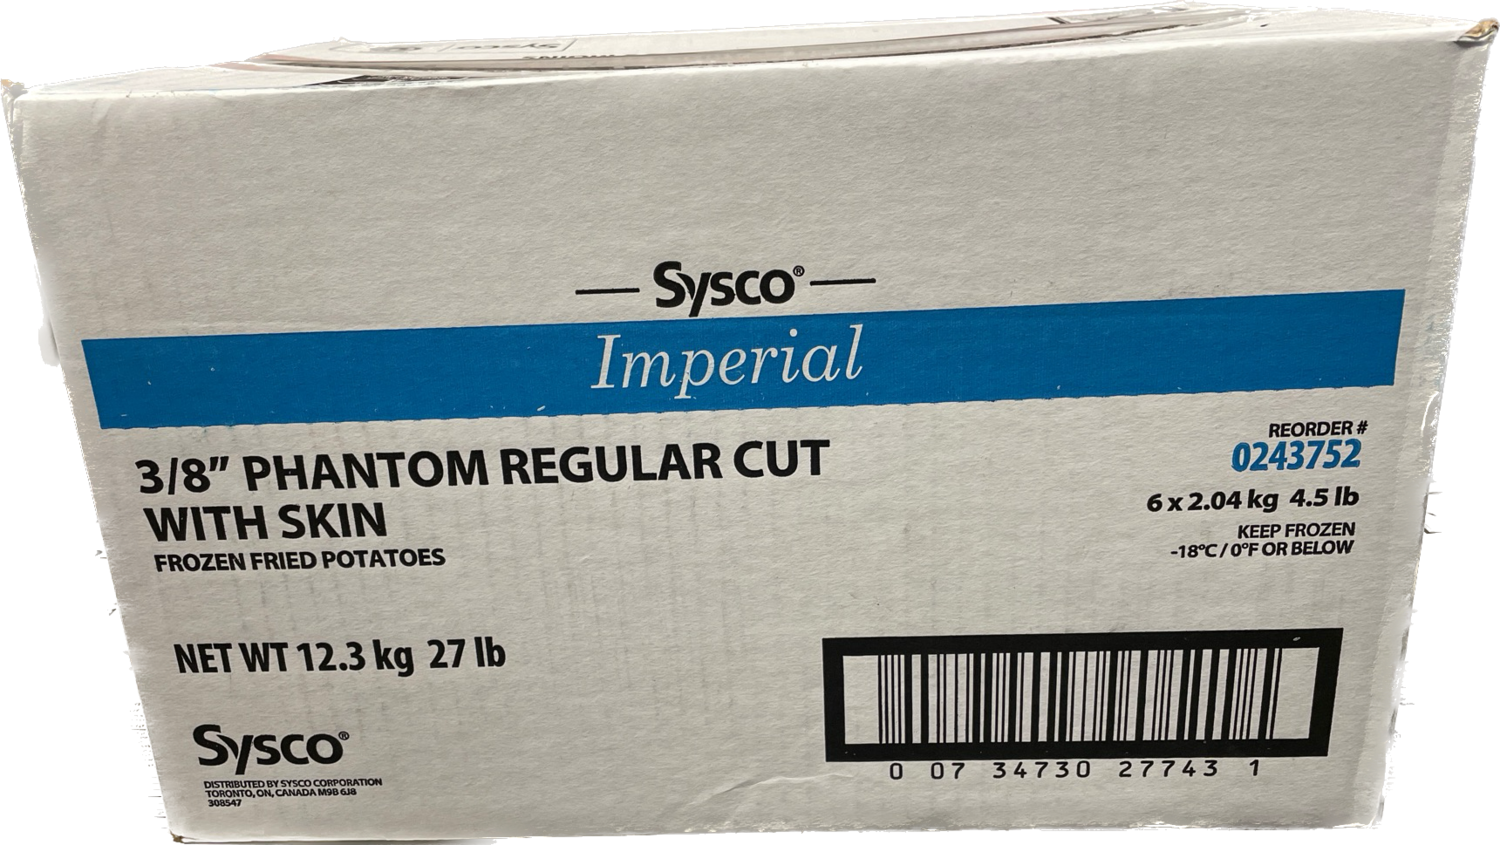 Sysco
Sysco®
Imperial
3/8” PHANTOM REGULAR CUT
WITH SKIN
FROZEN FRIED POTATOES
REORDER #
0243752
6 x 2.04 kg 4.5 lb
KEEP FROZEN
-18°C / 0°F OR BELOW
NET WT 12.3 kg 27 lb
Sysco®
DISTRIBUTED BY SYSCO CORPORATION
TORONTO, ON, CANADA M9B 6J8
308547
0 07 34730 27743 1